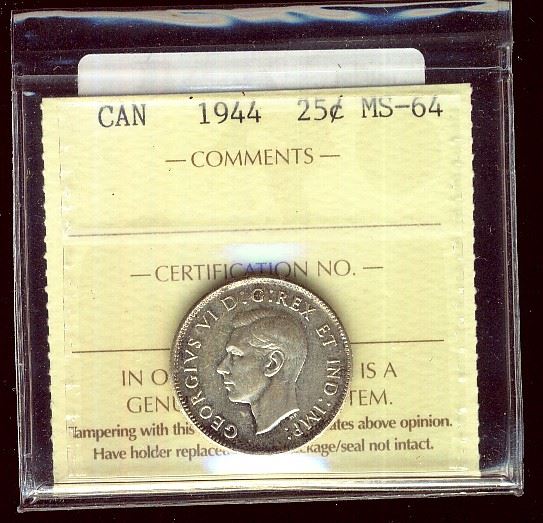 CAN 1944 25¢ MS-64
— COMMENTS —
— CERTIFICATION NO. —
GEORGIVS VI D:G:REX ET IND:IMP:
IN O IS A
GENU TEM.
Tampering with this ates above opinion.
Have holder replace ckage/seal not intact.